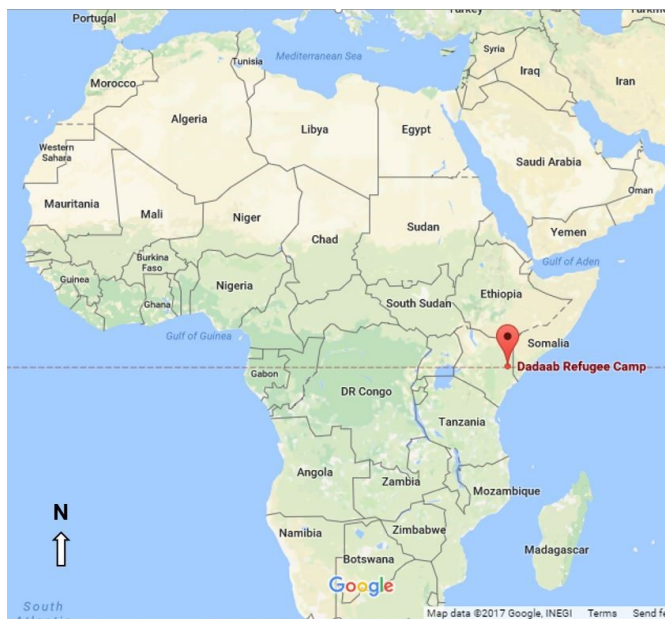 Portugal
Turkey
Mediterranean Sea
Syria
Tunisia
Iraq
Iran
Morocco
Algeria
Libya
Egypt
Western
Sahara
Saudi Arabia
Oman
Mauritania
Mali
Niger
Chad
Sudan
Yemen
Burkina
Faso
Gulf of Aden
Guinea
Nigeria
Ghana
South Sudan
Ethiopia
Gulf of Guinea
Somalia
Gabon
Dadaab Refugee Camp
DR Congo
Tanzania
Angola
Zambia
Mozambique
N
Namibia
Zimbabwe
Madagascar
Botswana
Google
South
Map data ©2017 Google, INEGI Terms Send fe